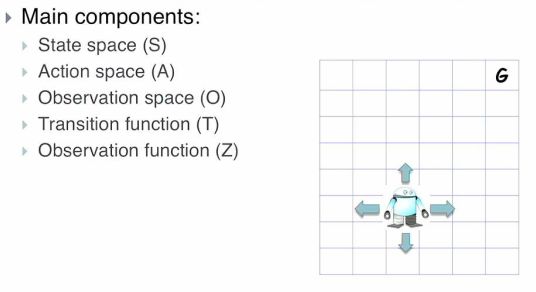 Main components:
State space (S)
Action space (A)
Observation space (O)
Transition function (T)
Observation function (Z)
G